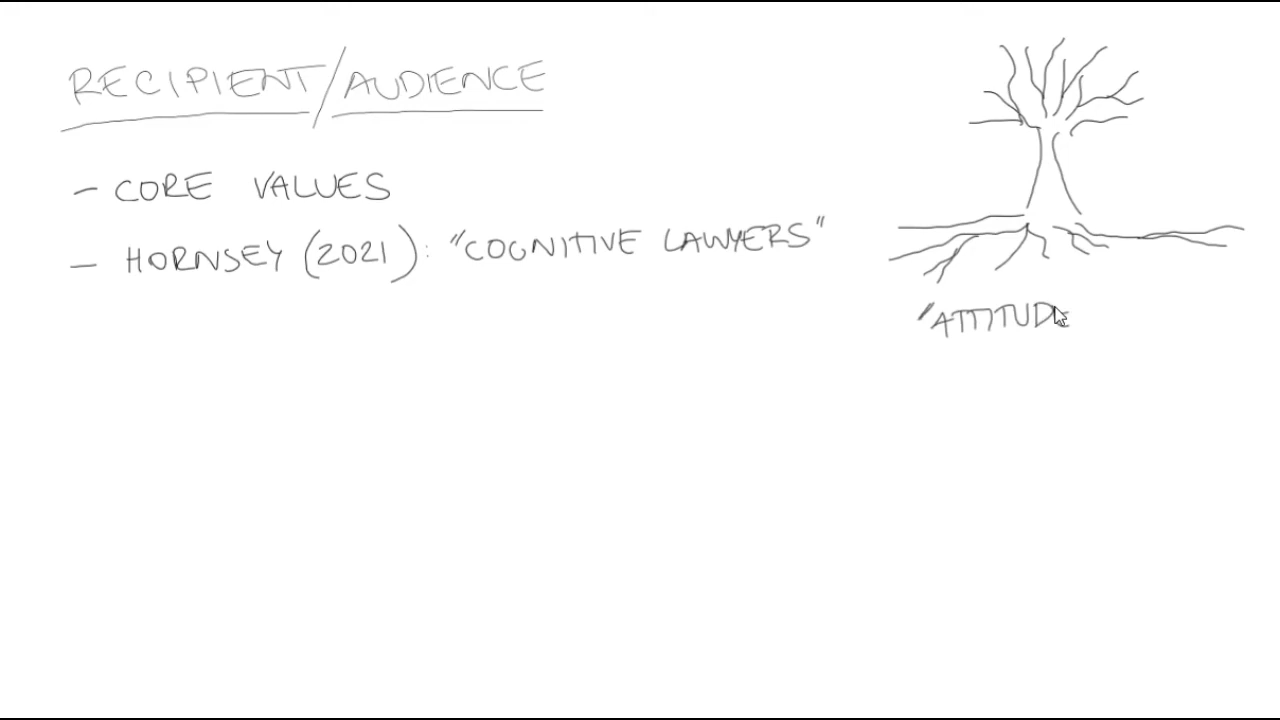 RECIPIENT/AUDIENCE
- CORE VALUES
- HORNSEY (2021): "COGNITIVE LAWYERS"
"ATTITUDE